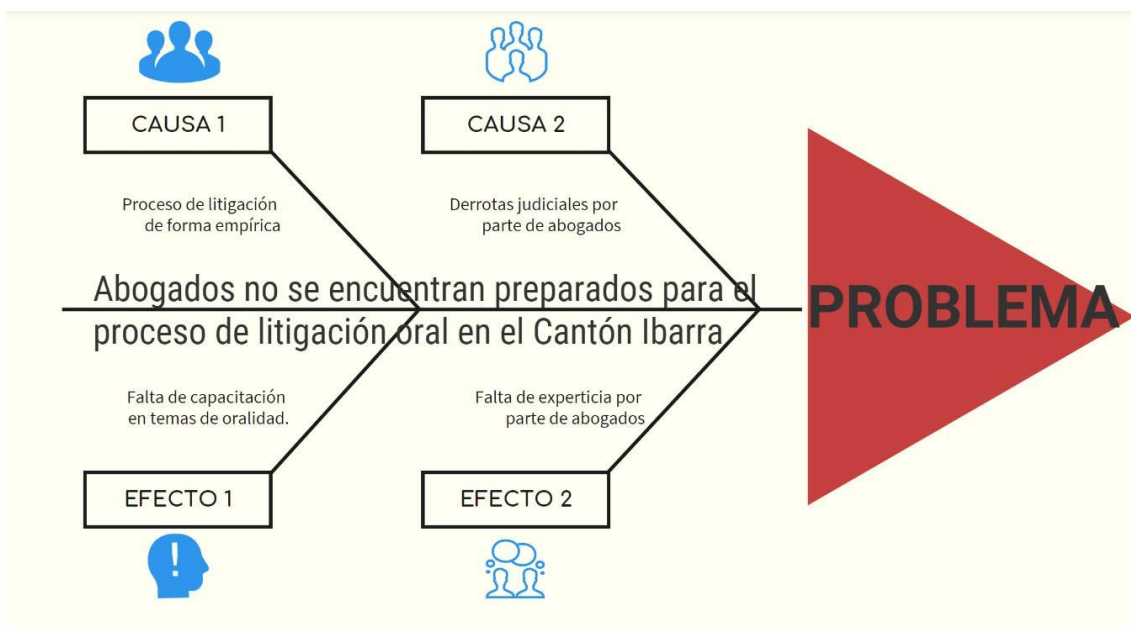 CAUSA 1
CAUSA 2
Proceso de litigación
de forma empírica
Derrotas judiciales por
parte de abogados
Abogados no se encuentran preparados para el
proceso de litigación oral en el Cantón Ibarra
PROBLEMA
Falta de capacitación
en temas de oralidad.
Falta de experticia por
parte de abogados
EFECTO 1
EFECTO 2